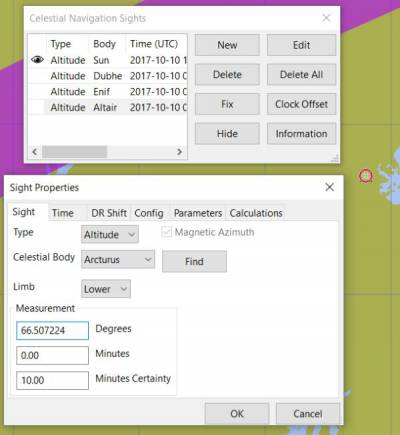 Celestial Navigation Sights
Type Body Time (UTC)
Altitude Sun 2017-10-10 1
Altitude Dubhe 2017-10-10 0
Altitude Enif 2017-10-10 0
Altitude Altair 2017-10-10 0
New Edit
Delete Delete All
Fix Clock Offset
Hide Information
Sight Properties
Sight Time DR Shift Config Parameters Calculations
Type Altitude Magnetic Azimuth
Celestial Body Arcturus Find
Limb Lower
Measurement
66.507224 Degrees
0.00 Minutes
10.00 Minutes Certainty
OK Cancel